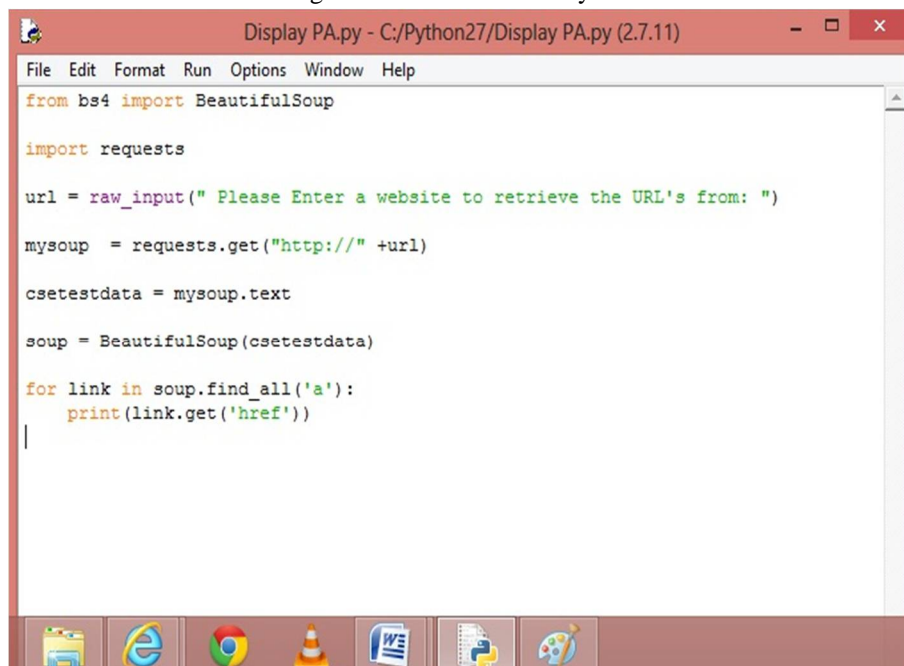 Display PA.py - C:/Python27/Display PA.py (2.7.11)
File Edit Format Run Options Window Help
from bs4 import BeautifulSoup
import requests
url = raw_input(" Please Enter a website to retrieve the URL's from: ")
mysoup  = requests.get("http://" +url)
csetestdata = mysoup.text
soup = BeautifulSoup(csetestdata)
for link in soup.find_all('a'):
    print(link.get('href'))